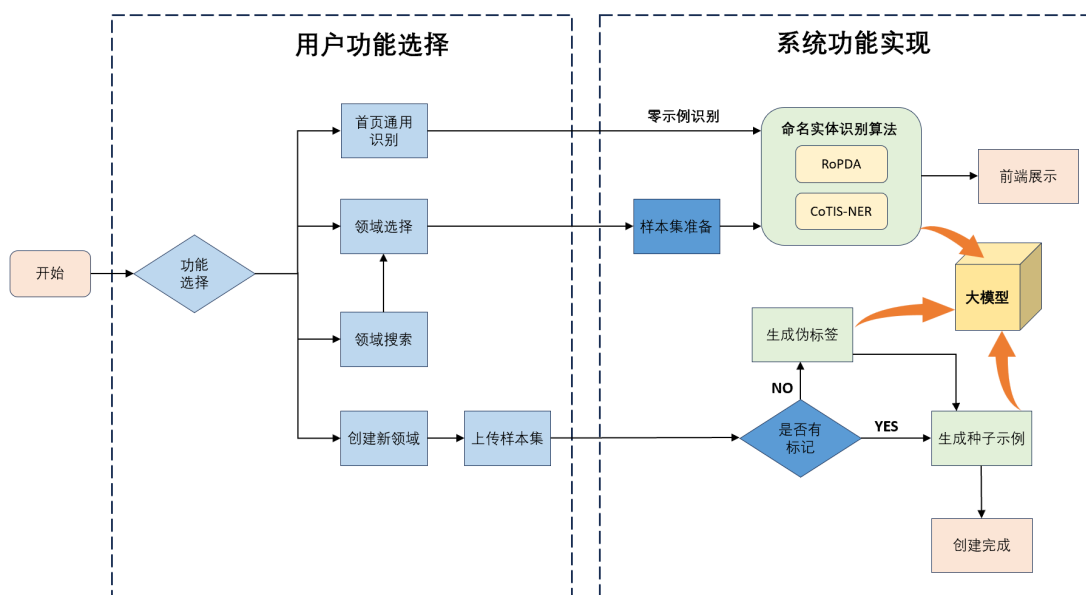 用户功能选择
系统功能实现
首页通用
识别
零示例识别
命名实体识别算法
RoPDA
CoTIS-NER
前端展示
领域选择
样本集准备
开始
功能
选择
大模型
领域搜索
生成伪标签
NO
创建新领域
上传样本集
是否有
标记
YES
生成种子示例
创建完成